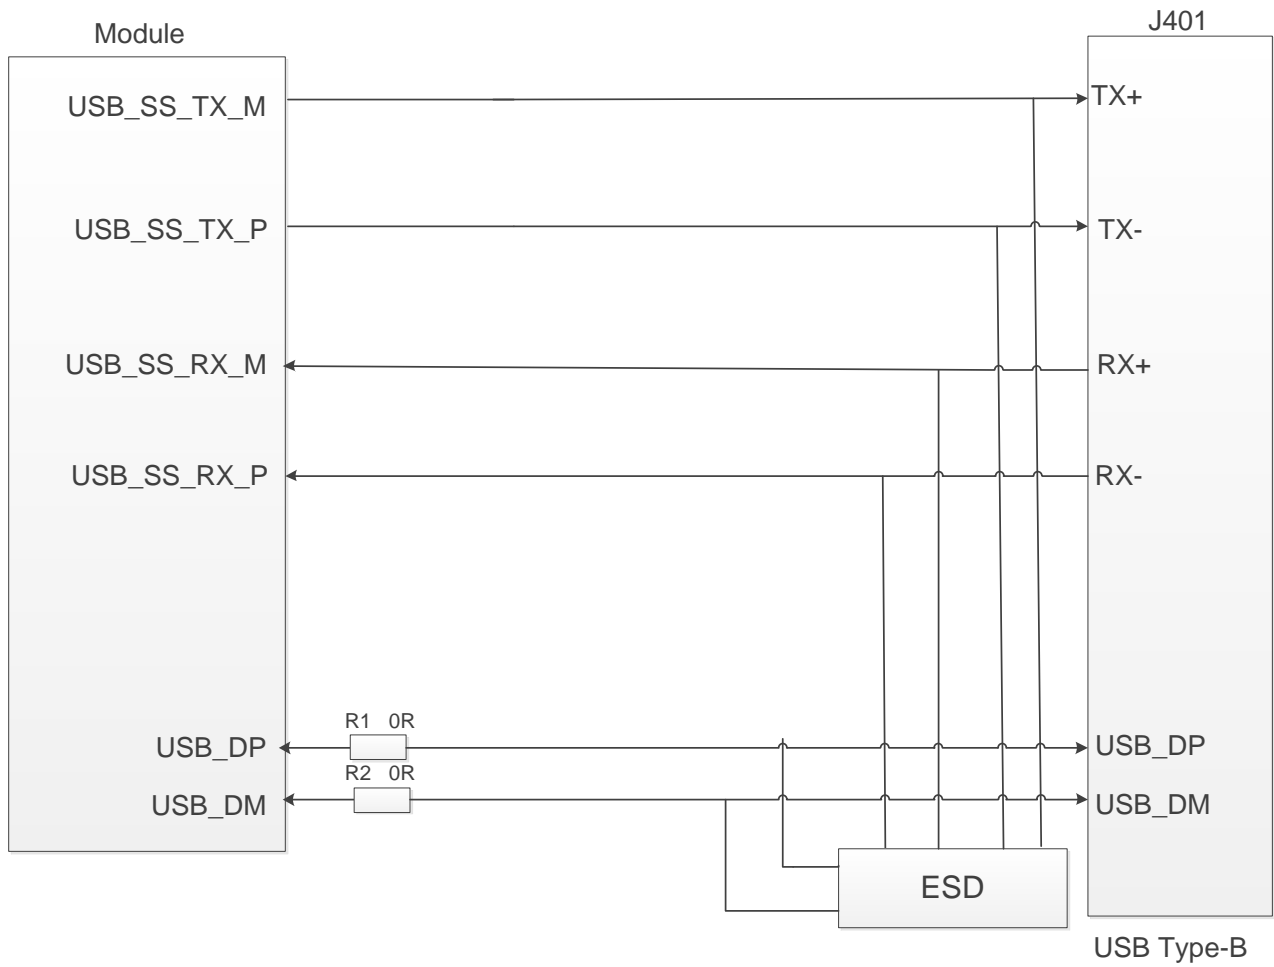 Module
J401
USB_SS_TX_M
TX+
USB_SS_TX_P
TX-
USB_SS_RX_M
RX+
USB_SS_RX_P
RX-
R1 0R
USB_DP
USB_DP
R2 0R
USB_DM
USB_DM
ESD
USB Type-B